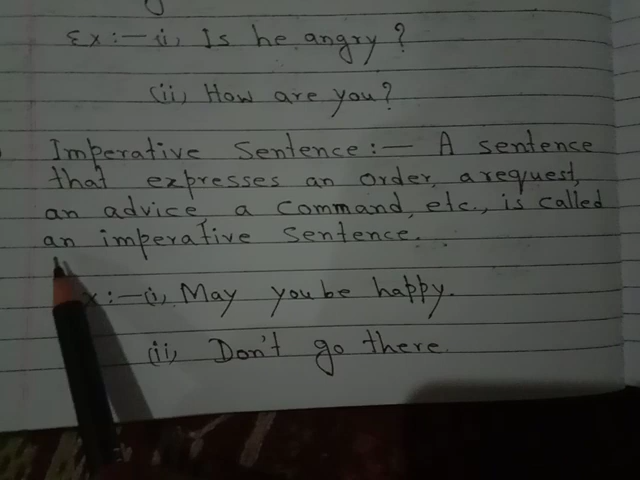 Ex:—(i) Is he angry?
(ii) How are you?
Imperative Sentence:— A sentence
that expresses an order, a request,
an advice, a command, etc., is called
an imperative sentence.
x:—(i) May you be happy.
(ii) Don't go there.